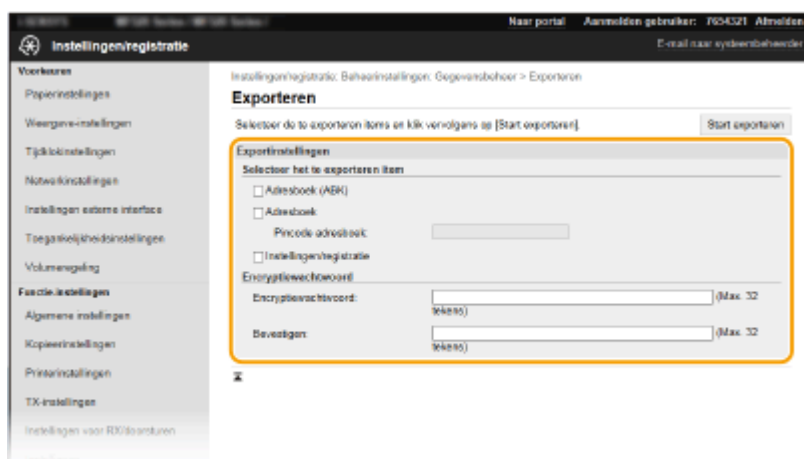 Naar portal Aanmelden gebruiker: 7654321 Afmelden
Instellingen/registratie E-mail naar systeembeheerder
Voorkeuren
Papierinstellingen
Weergave-instellingen
Tijdklokinstellingen
Netwerkinstellingen
Instellingen externe interface
Toegankelijkheidsinstellingen
Volumeregeling
Functie-instellingen
Algemene instellingen
Kopieerinstellingen
Printerinstellingen
TX-instellingen
Instellingen voor RX/doorsturen
Instellingen/registratie: Beheerinstellingen: Gegevensbeheer > Exporteren
Exporteren
Selecteer de te exporteren items en klik vervolgens op [Start exporteren]. Start exporteren
Exportinstellingen
Selecteer het te exporteren item
Adresboek (ABK)
Adresboek
Pincode adresboek:
Instellingen/registratie
Encryptiewachtwoord
Encryptiewachtwoord: (Max. 32
tekens)
Bevestigen: (Max. 32
tekens)